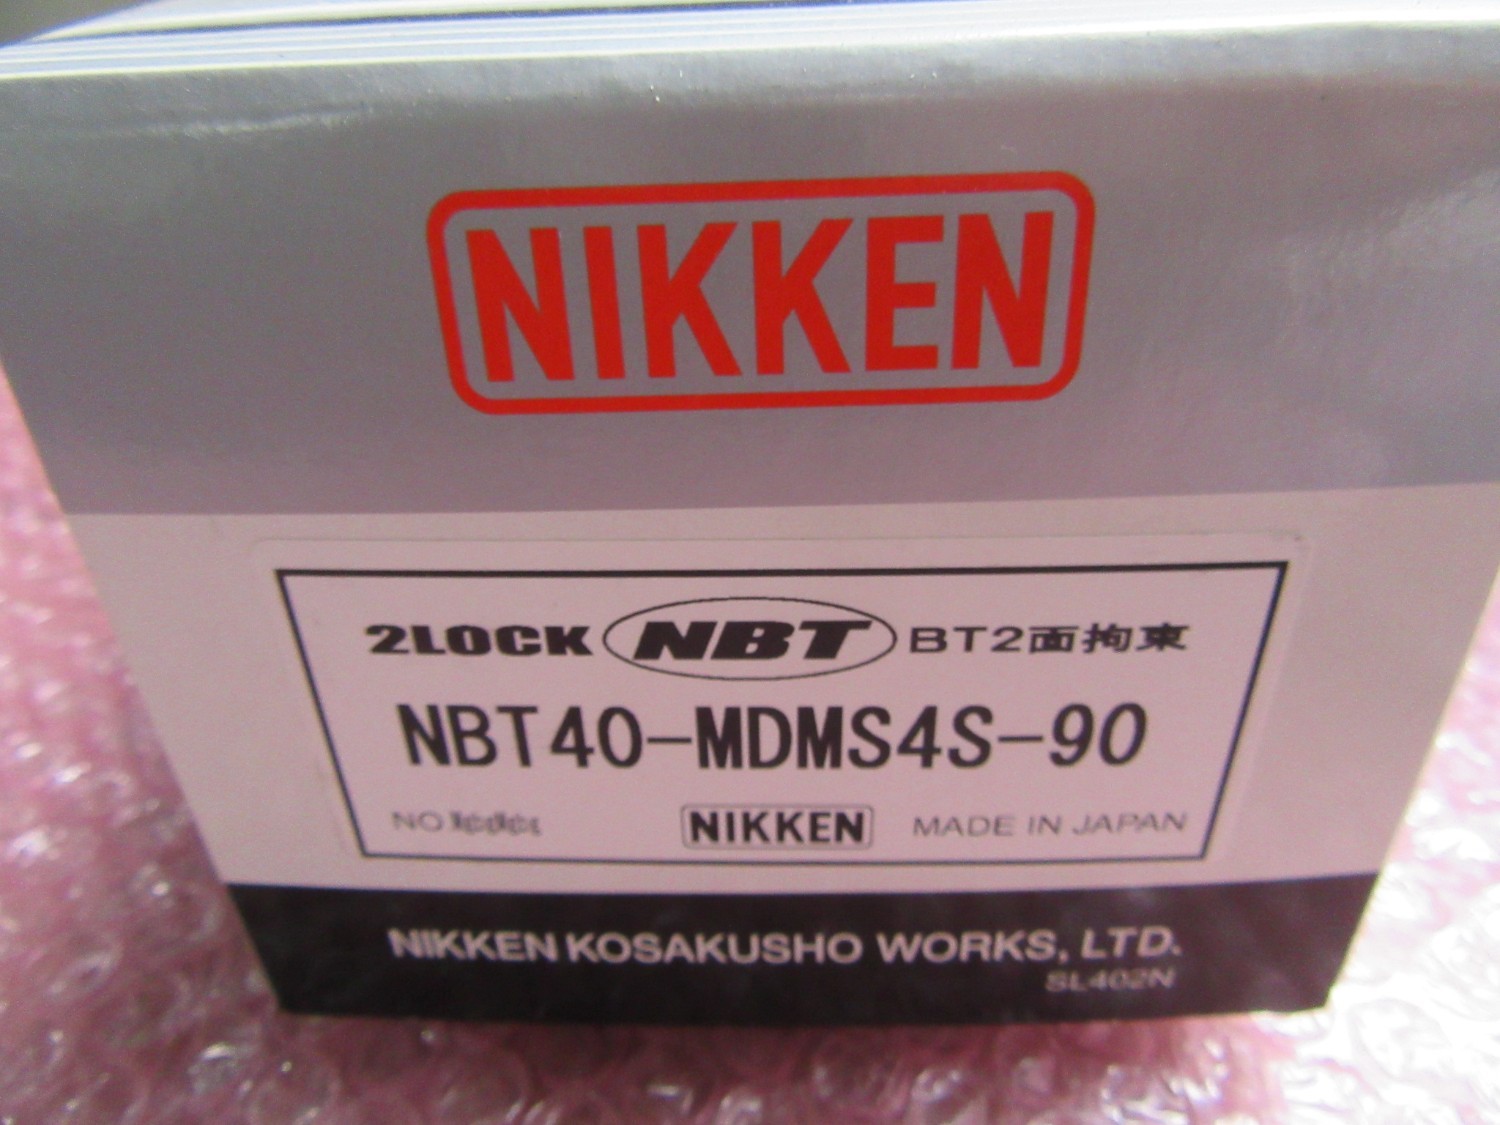 NIKKEN
2LOCK NBT BT2面拘束
NBT40-MDMS4S-90
NO. NIKKEN MADE IN JAPAN
NIKKEN KOSAKUSHO WORKS, LTD.
SL402N